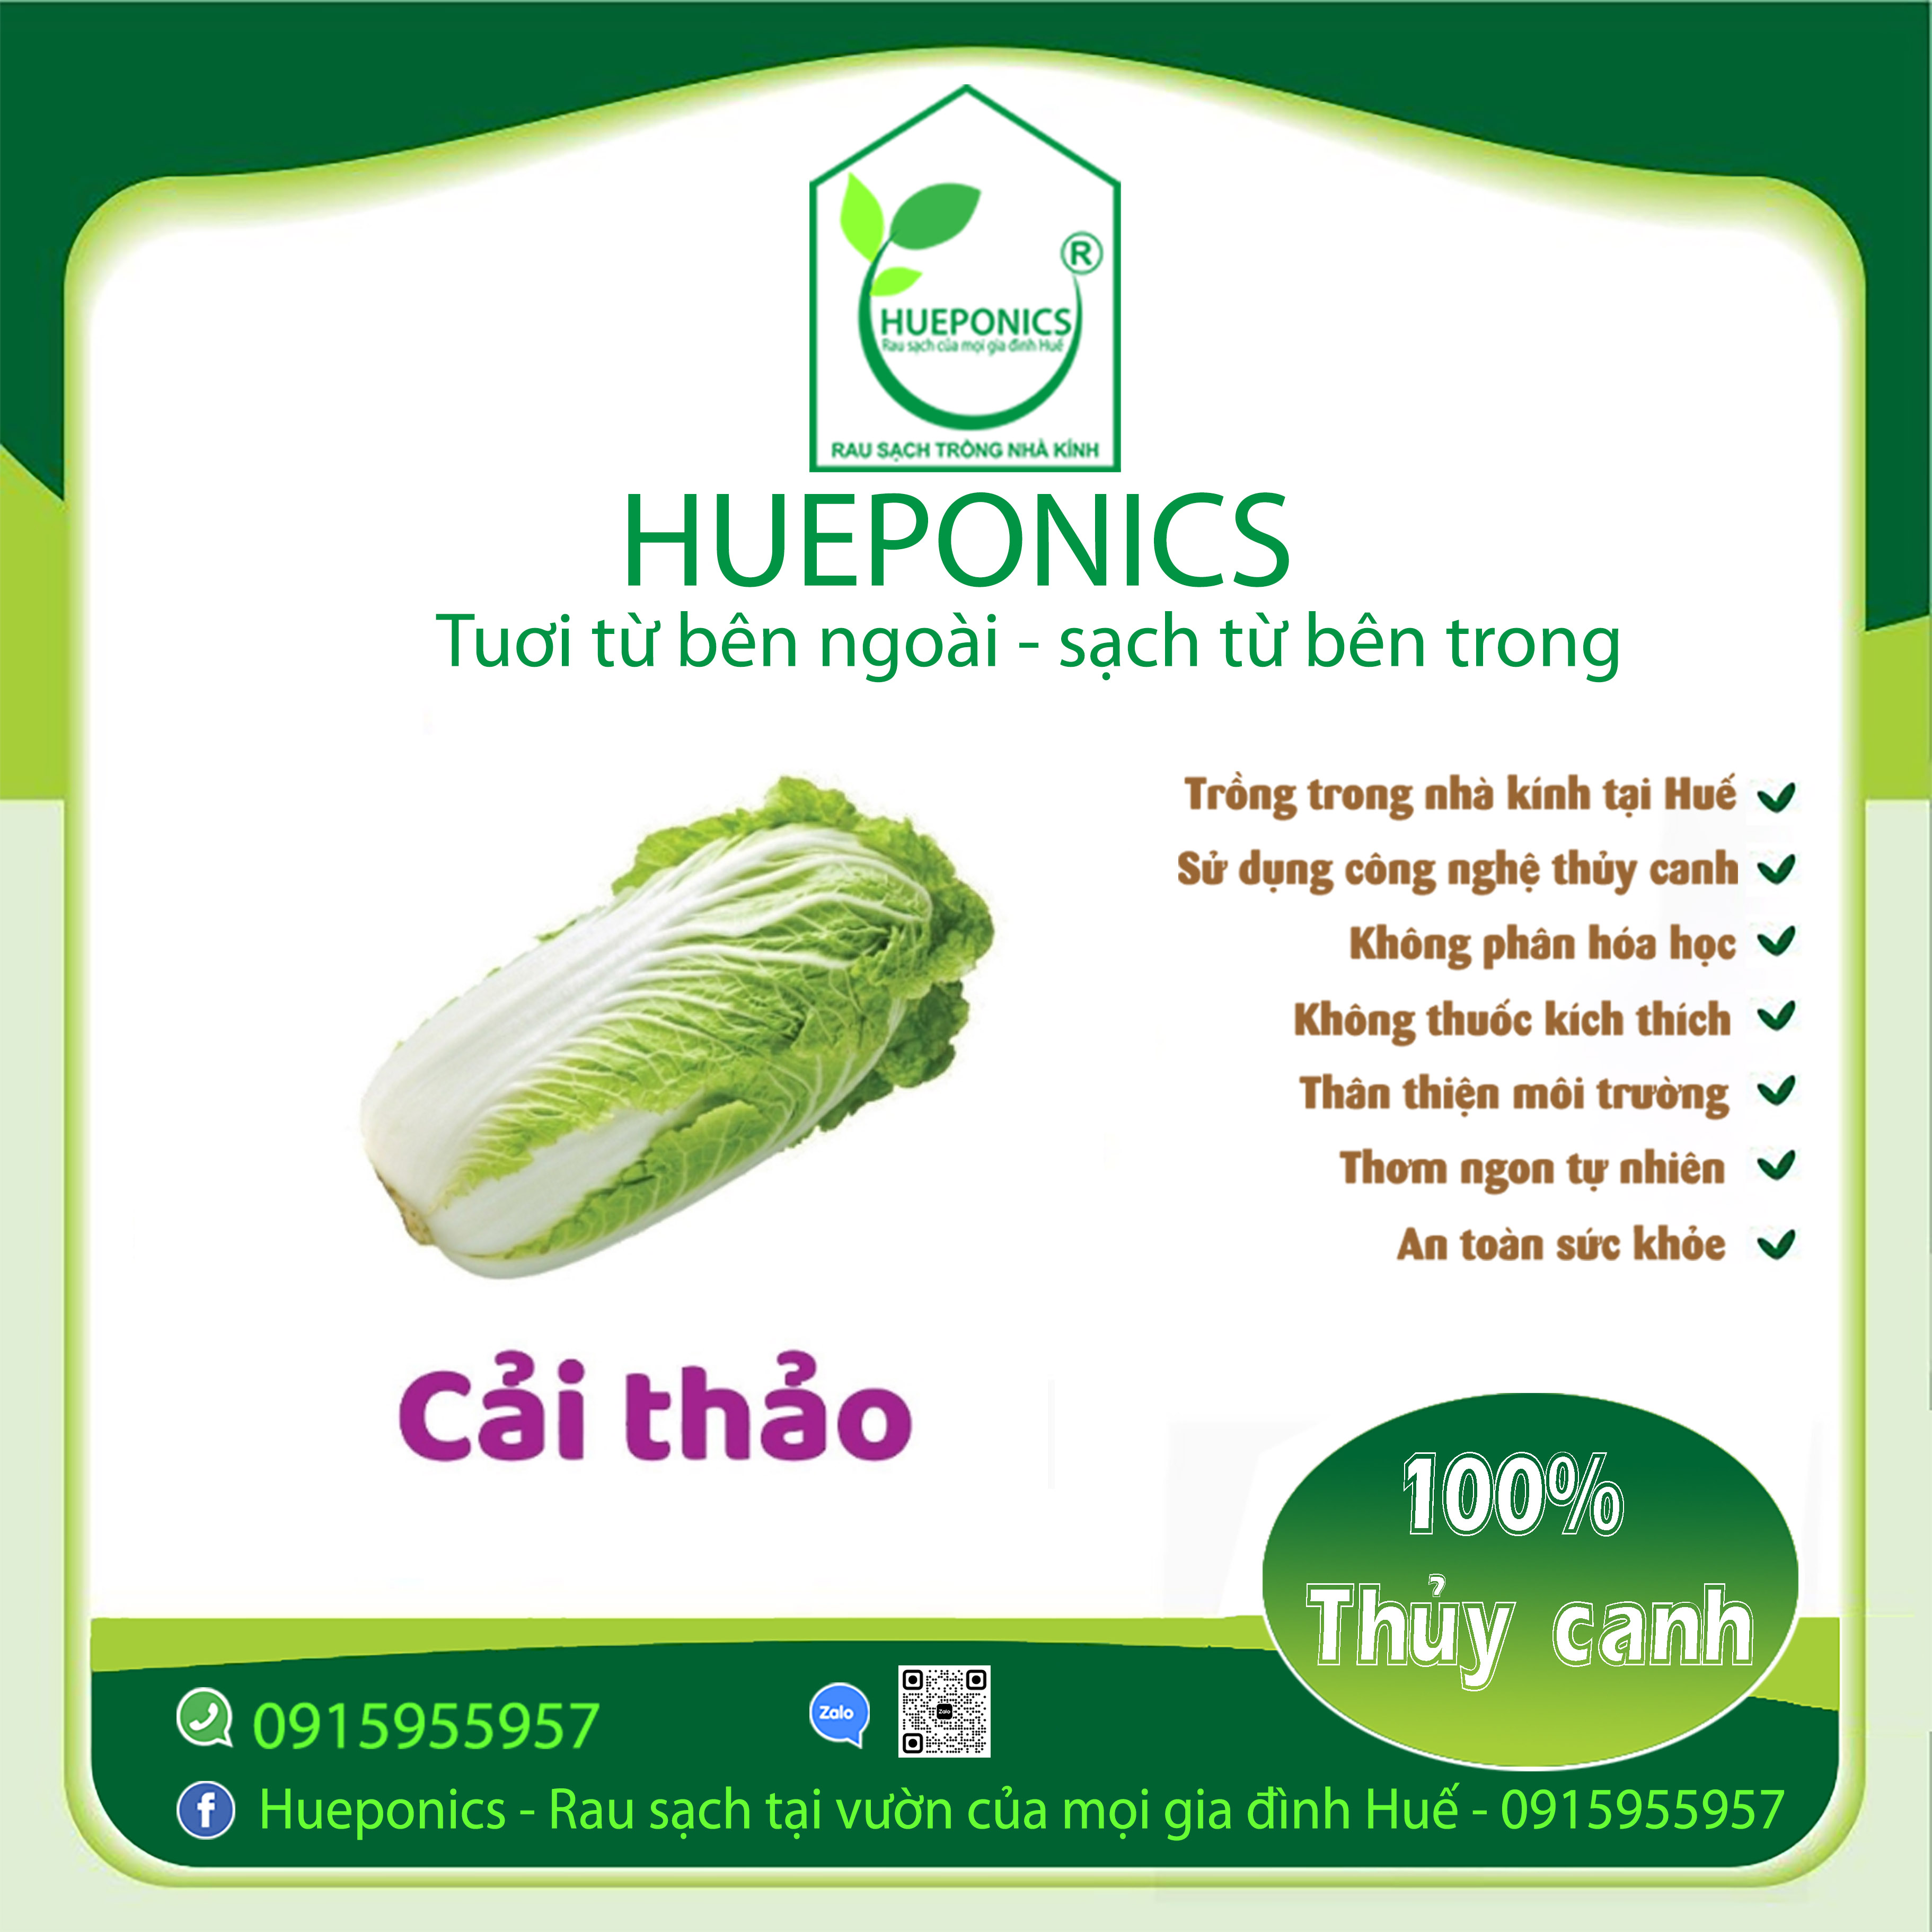 ®
HUEPONICS
Rau sạch của mọi gia đình Huế
RAU SẠCH TRỒNG NHÀ KÍNH
HUEPONICS
Tươi từ bên ngoài - sạch từ bên trong
Trồng trong nhà kính tại Huế
Sử dụng công nghệ thủy canh
Không phân hóa học
Không thuốc kích thích
Thân thiện môi trường
Thơm ngon tự nhiên
An toàn sức khỏe
Cải thảo
100%
Thủy canh
0915955957
Zalo
Zalo
Hueponics - Rau sạch tại vườn của mọi gia đình Huế - 0915955957